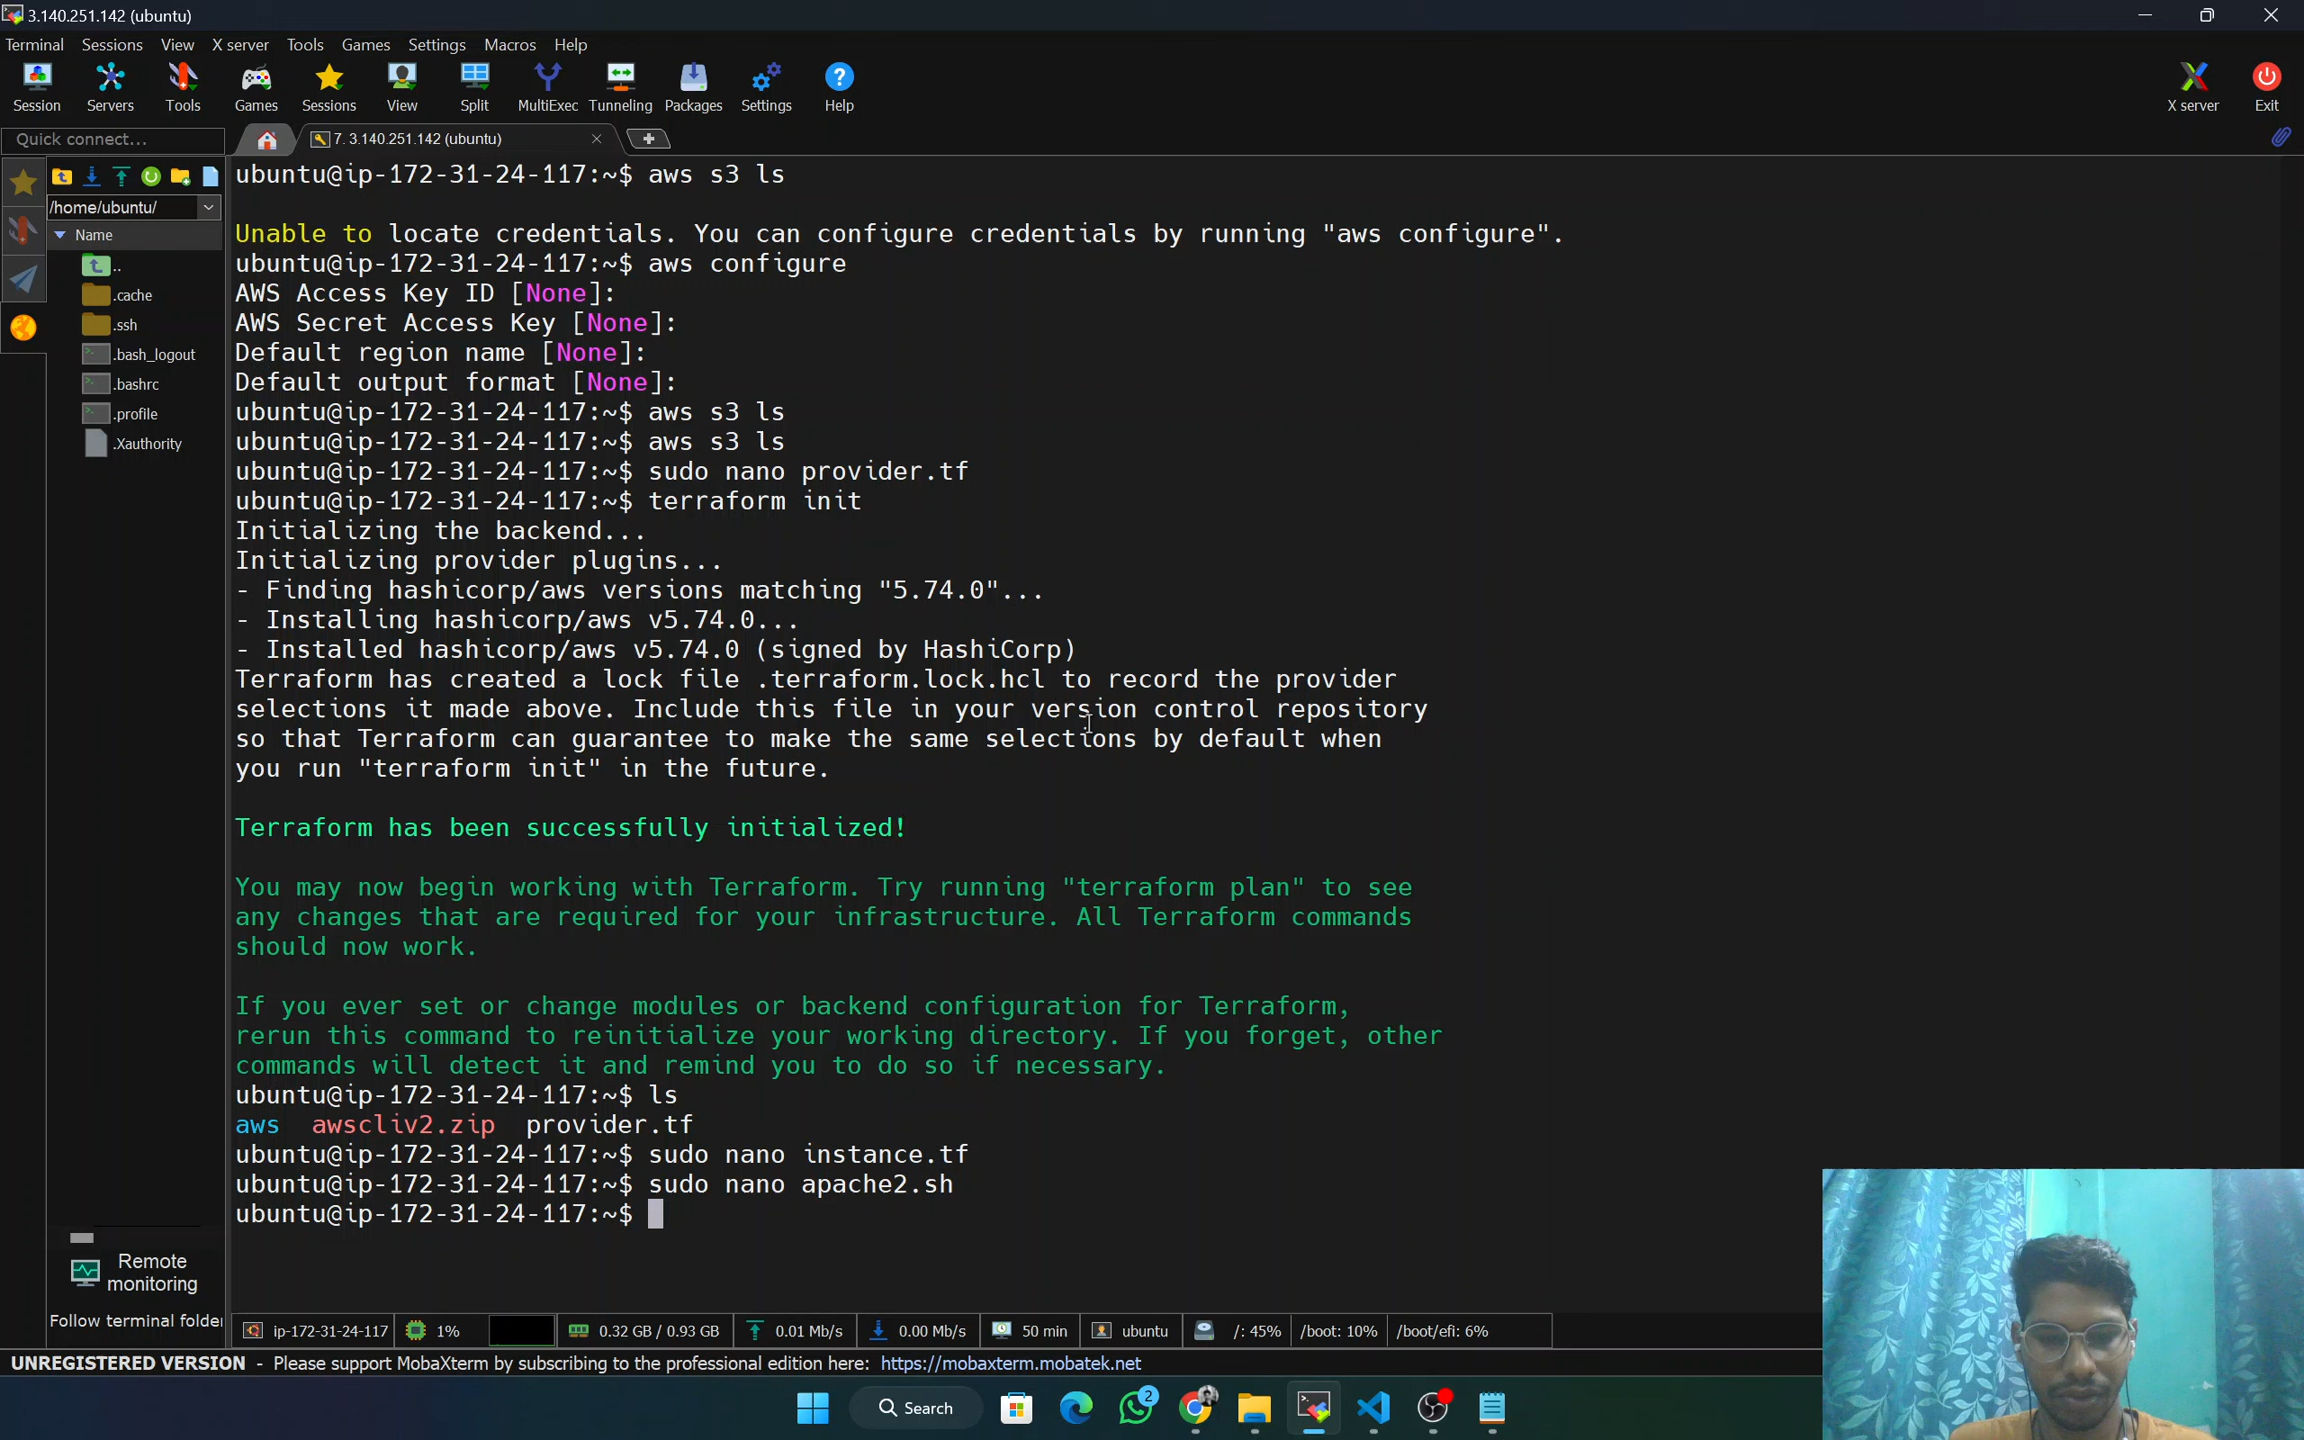 3.140.251.142 (ubuntu)
Terminal Sessions View X server Tools Games Settings Macros Help
Session Servers Tools Games Sessions View Split MultiExec Tunneling Packages Settings Help X server Exit
Quick connect... 7. 3.140.251.142 (ubuntu)
/home/ubuntu/
Name
..
.cache
.ssh
.bash_logout
.bashrc
.profile
.Xauthority
ubuntu@ip-172-31-24-117:~$ aws s3 ls
Unable to locate credentials. You can configure credentials by running "aws configure".
ubuntu@ip-172-31-24-117:~$ aws configure
AWS Access Key ID [None]:
AWS Secret Access Key [None]:
Default region name [None]:
Default output format [None]:
ubuntu@ip-172-31-24-117:~$ aws s3 ls
ubuntu@ip-172-31-24-117:~$ aws s3 ls
ubuntu@ip-172-31-24-117:~$ sudo nano provider.tf
ubuntu@ip-172-31-24-117:~$ terraform init
Initializing the backend...
Initializing provider plugins...
- Finding hashicorp/aws versions matching "5.74.0"...
- Installing hashicorp/aws v5.74.0...
- Installed hashicorp/aws v5.74.0 (signed by HashiCorp)
Terraform has created a lock file .terraform.lock.hcl to record the provider
selections it made above. Include this file in your version control repository
so that Terraform can guarantee to make the same selections by default when
you run "terraform init" in the future.
Terraform has been successfully initialized!
You may now begin working with Terraform. Try running "terraform plan" to see
any changes that are required for your infrastructure. All Terraform commands
should now work.
If you ever set or change modules or backend configuration for Terraform,
rerun this command to reinitialize your working directory. If you forget, other
commands will detect it and remind you to do so if necessary.
ubuntu@ip-172-31-24-117:~$ ls
aws awscliv2.zip provider.tf
ubuntu@ip-172-31-24-117:~$ sudo nano instance.tf
ubuntu@ip-172-31-24-117:~$ sudo nano apache2.sh
ubuntu@ip-172-31-24-117:~$
Remote
monitoring
Follow terminal folder
ip-172-31-24-117 1% 0.32 GB / 0.93 GB 0.01 Mb/s 0.00 Mb/s 50 min ubuntu /: 45% /boot: 10% /boot/efi: 6%
UNREGISTERED VERSION - Please support MobaXterm by subscribing to the professional edition here: https://mobaxterm.mobatek.net
Search 2